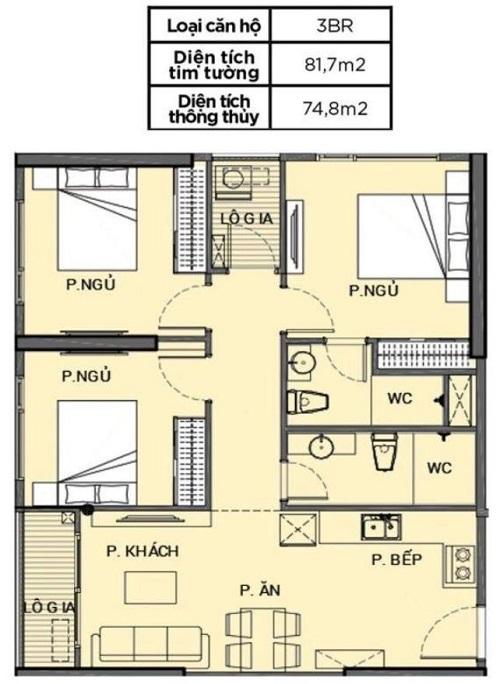 Loại căn hộ 3BR
Diện tích
tim tường 81,7m2
Diện tích
thông thủy 74,8m2
LÔ GIA
P.NGỦ
P.NGỦ
P.NGỦ
WC
WC
P. KHÁCH
P. BẾP
P. ĂN
LÔ GIA